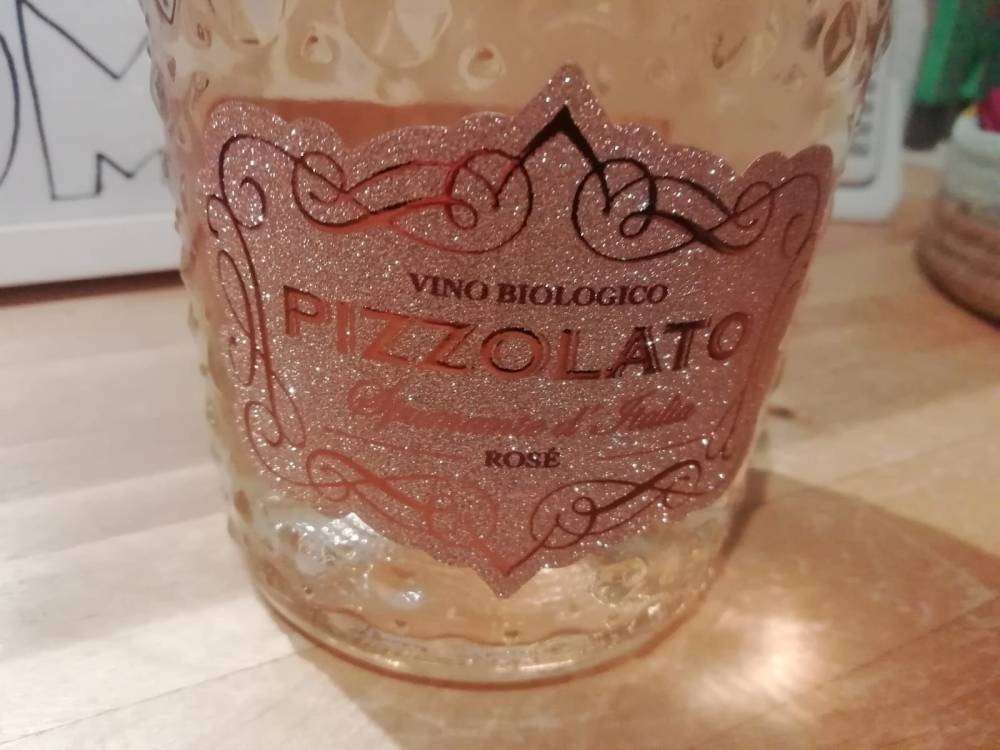 VINO BIOLOGICO
PIZZOLATO
Spumante d'Italia
ROSÉ